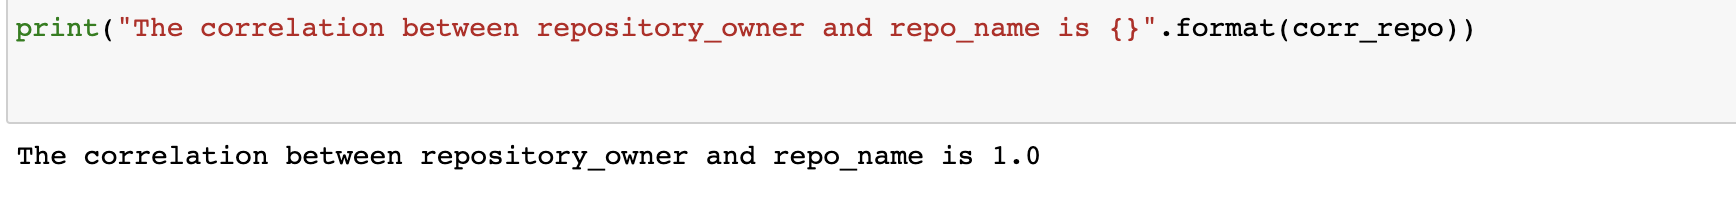 print("The correlation between repository_owner and repo_name is {}".format(corr_repo))
The correlation between repository_owner and repo_name is 1.0